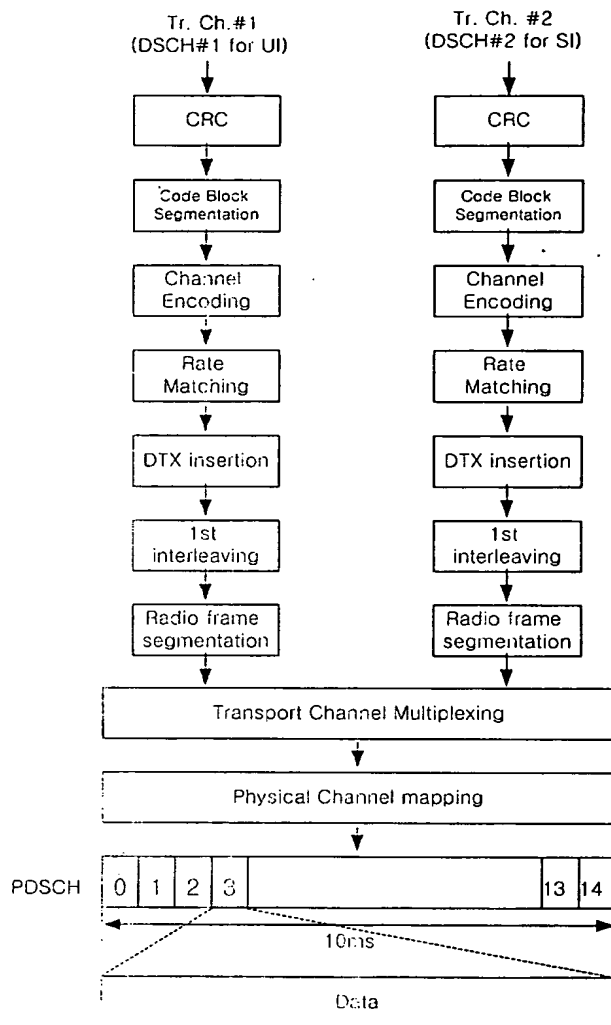 Tr. Ch.#1
(DSCH#1 for UI)
Tr. Ch.#2
(DSCH#2 for SI)
CRC
CRC
Code Block
Segmentation
Code Block
Segmentation
Channel
Encoding
Channel
Encoding
Rate
Matching
Rate
Matching
DTX insertion
DTX insertion
1st
interleaving
1st
interleaving
Radio frame
segmentation
Radio frame
segmentation
Transport Channel Multiplexing
Physical Channel mapping
PDSCH 0 1 2 3 13 14
10ms
Data